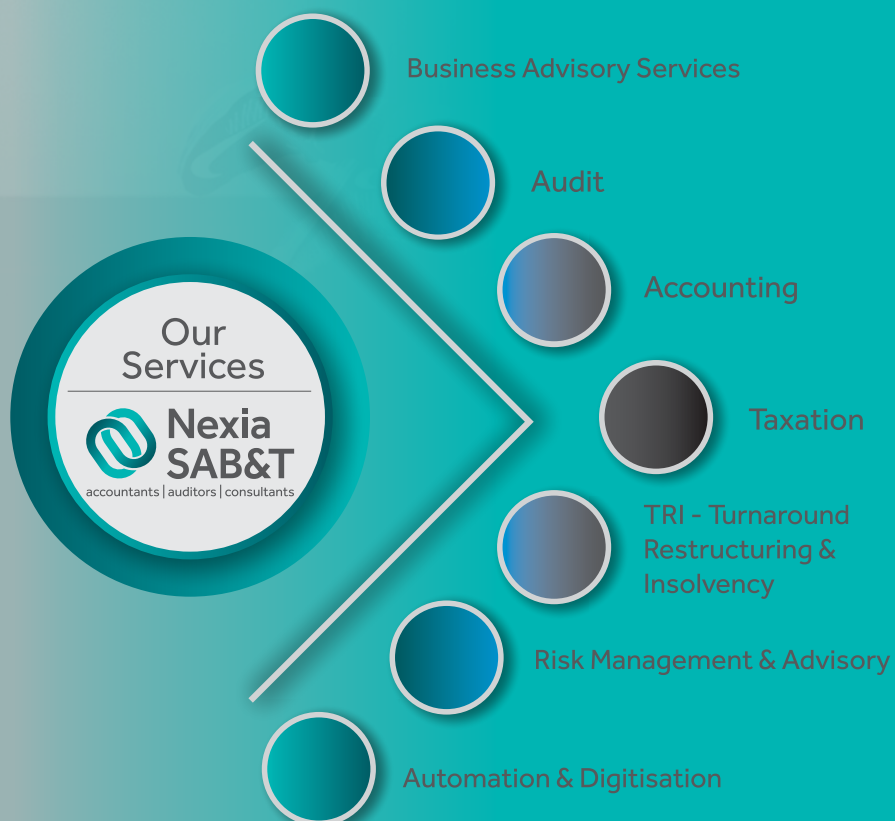 Business Advisory Services
Audit
Accounting
Our
Services
Nexia
SAB&T
accountants | auditors | consultants
Taxation
TRI - Turnaround
Restructuring &
Insolvency
Risk Management & Advisory
Automation & Digitisation